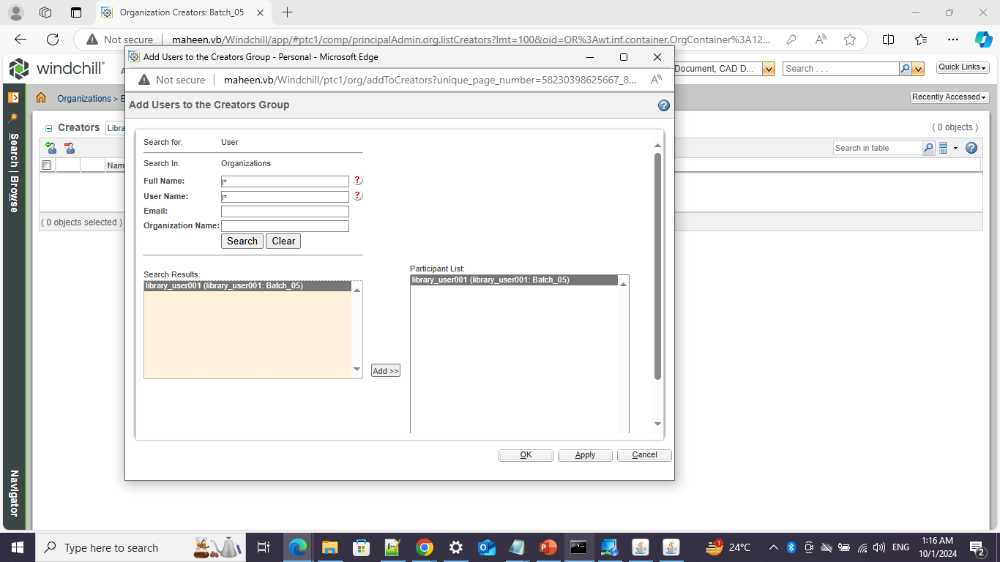 Organization Creators: Batch_05
Not secure
maheen.vb/Windchill/app/#ptc1/comp/principalAdmin.org.listCreators?lmt=100&oid=OR%3Awt.inf.container.OrgContainer%3A12...
Add Users to the Creators Group - Personal - Microsoft Edge
windchill
Document, CAD D...
Search . . .
Quick Links
Not secure
maheen.vb/Windchill/ptc1/org/addToCreators?unique_page_number=58230398625667_8...
Organizations >
Recently Accessed
Add Users to the Creators Group
Creators
Libra
( 0 objects )
Search for:
User
Search in table
Search In:
Organizations
Search | Browse
Nam
Full Name:
l*
User Name:
l*
Email:
( 0 objects selected )
Organization Name:
Search
Clear
Search Results:
Participant List:
library_user001 (library_user001: Batch_05)
library_user001 (library_user001: Batch_05)
Add >>
OK
Apply
Cancel
Navigator
Type here to search
24°C
ENG
1:16 AM
10/1/2024
2